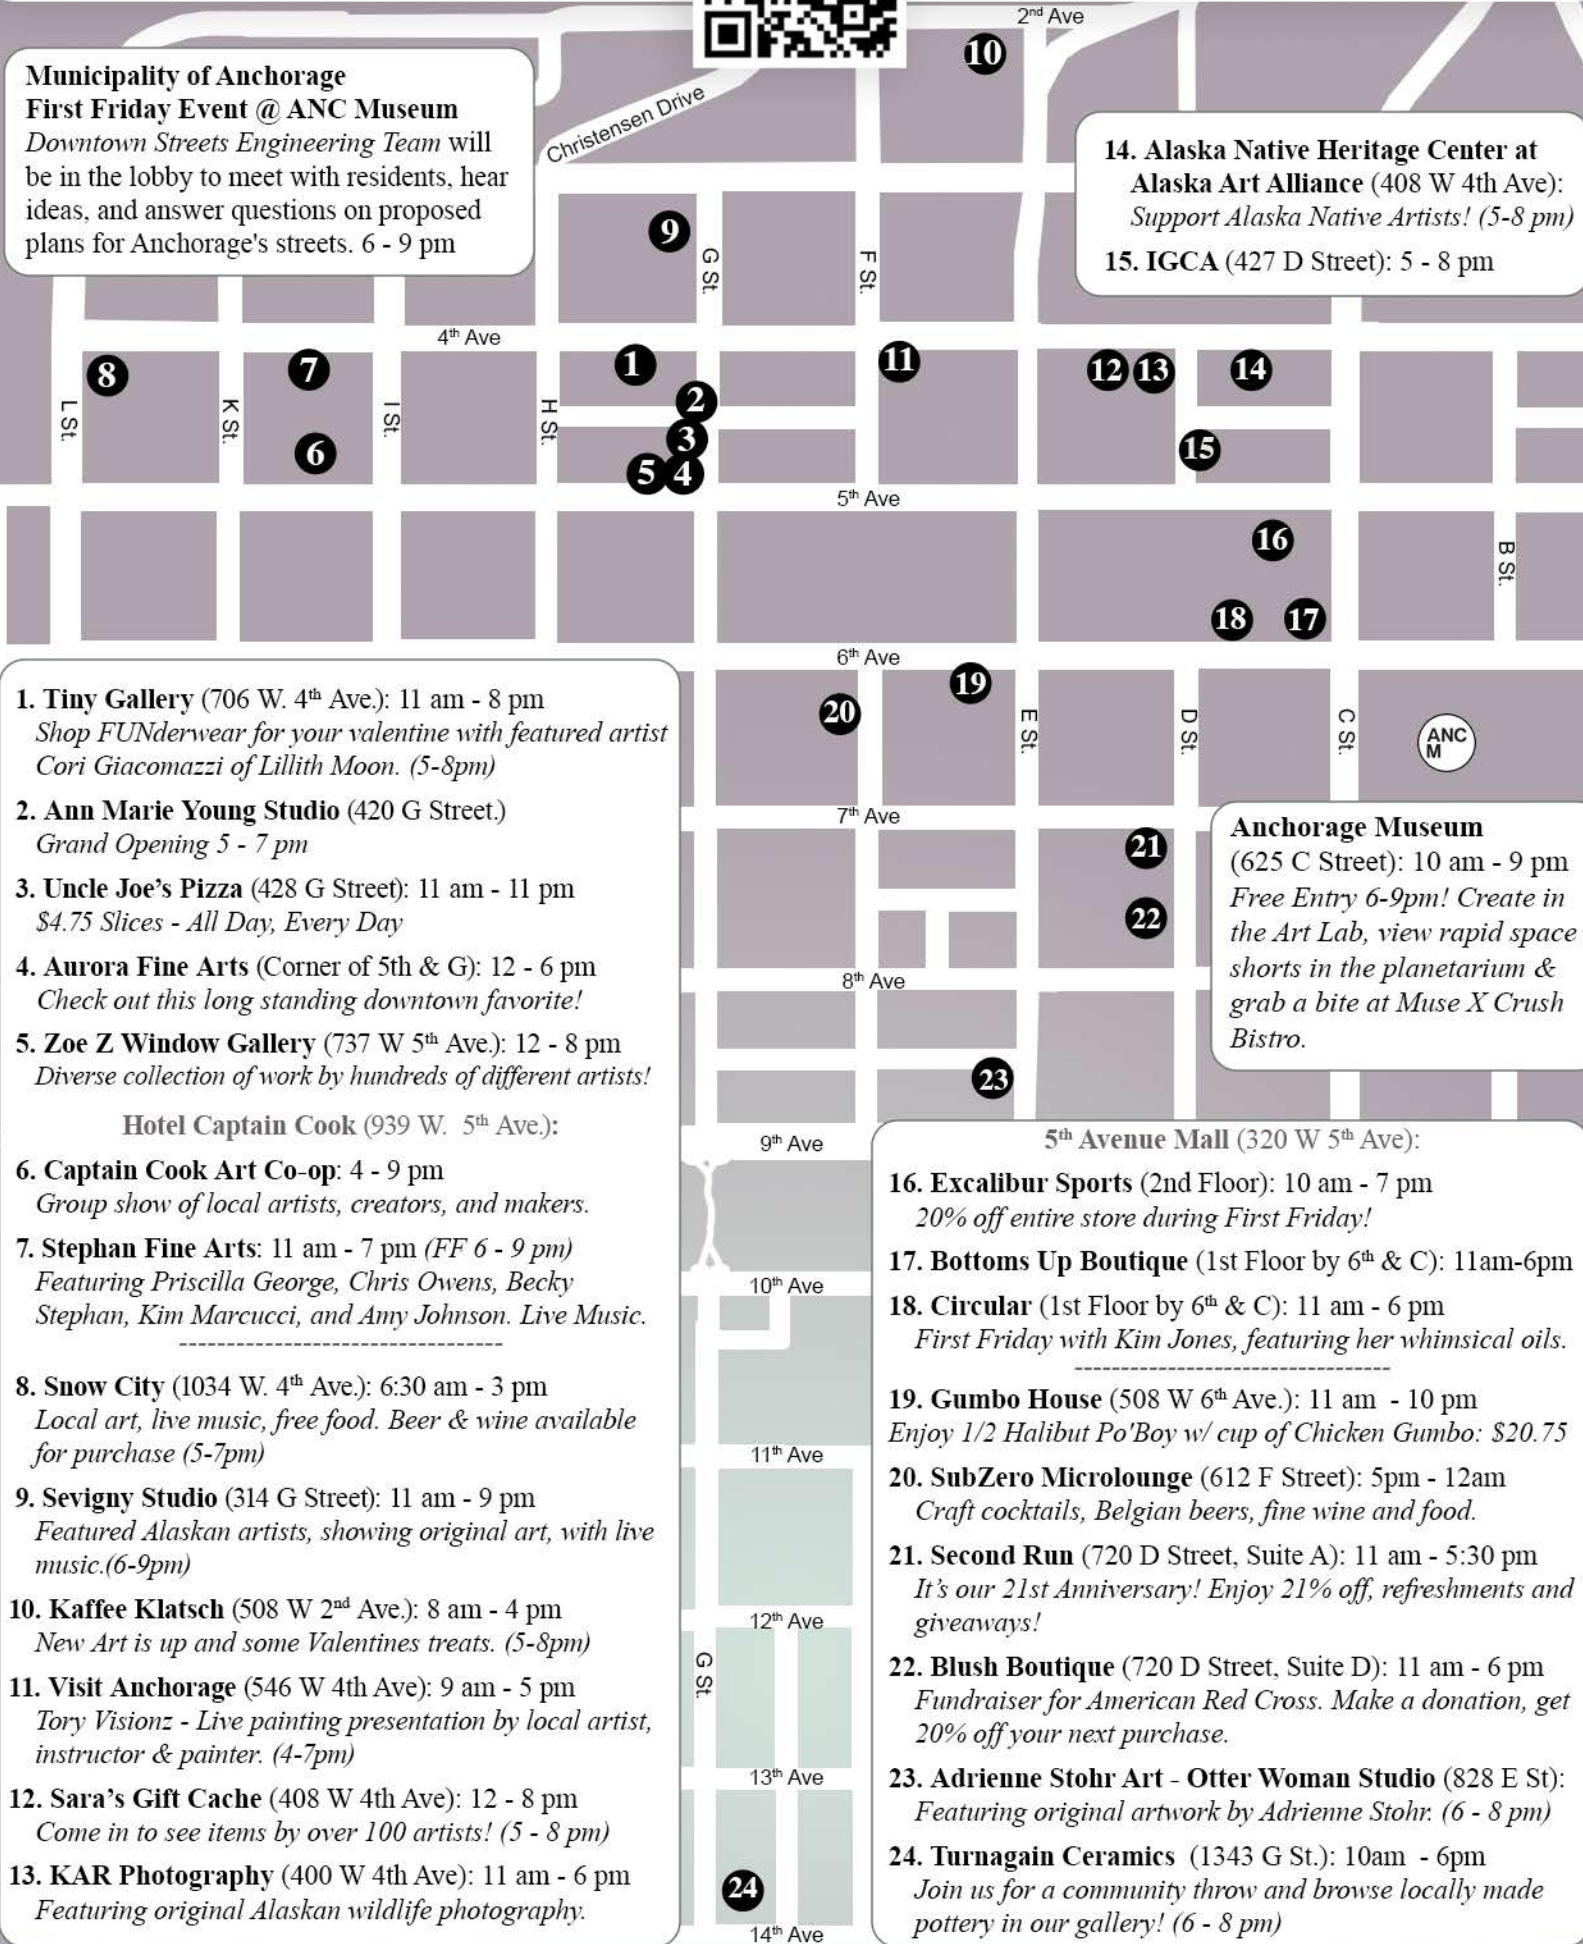 2nd Ave
10
Municipality of Anchorage
First Friday Event @ ANC Museum
Downtown Streets Engineering Team will
be in the lobby to meet with residents, hear
ideas, and answer questions on proposed
plans for Anchorage's streets. 6 - 9 pm
Christensen Drive
14. Alaska Native Heritage Center at
Alaska Art Alliance (408 W 4th Ave):
Support Alaska Native Artists! (5-8 pm)
15. IGCA (427 D Street): 5 - 8 pm
9
G St.
F St.
4th Ave
8
7
1
11
12
13
14
2
L St.
K St.
I St.
H St.
6
3
5
4
15
5th Ave
16
B St.
18
17
6th Ave
19
20
E St.
D St.
C St.
ANC
M
7th Ave
21
22
8th Ave
23
9th Ave
10th Ave
11th Ave
12th Ave
G St.
13th Ave
24
14th Ave
1. Tiny Gallery (706 W. 4th Ave.): 11 am - 8 pm
Shop FUNderwear for your valentine with featured artist
Cori Giacomazzi of Lillith Moon. (5-8pm)
2. Ann Marie Young Studio (420 G Street.)
Grand Opening 5 - 7 pm
3. Uncle Joe’s Pizza (428 G Street): 11 am - 11 pm
$4.75 Slices - All Day, Every Day
4. Aurora Fine Arts (Corner of 5th & G): 12 - 6 pm
Check out this long standing downtown favorite!
5. Zoe Z Window Gallery (737 W 5th Ave.): 12 - 8 pm
Diverse collection of work by hundreds of different artists!
Hotel Captain Cook (939 W. 5th Ave.):
6. Captain Cook Art Co-op: 4 - 9 pm
Group show of local artists, creators, and makers.
7. Stephan Fine Arts: 11 am - 7 pm (FF 6 - 9 pm)
Featuring Priscilla George, Chris Owens, Becky
Stephan, Kim Marcucci, and Amy Johnson. Live Music.
----------------------------------
8. Snow City (1034 W. 4th Ave.): 6:30 am - 3 pm
Local art, live music, free food. Beer & wine available
for purchase (5-7pm)
9. Sevigny Studio (314 G Street): 11 am - 9 pm
Featured Alaskan artists, showing original art, with live
music.(6-9pm)
10. Kaffee Klatsch (508 W 2nd Ave.): 8 am - 4 pm
New Art is up and some Valentines treats. (5-8pm)
11. Visit Anchorage (546 W 4th Ave): 9 am - 5 pm
Tory Visionz - Live painting presentation by local artist,
instructor & painter. (4-7pm)
12. Sara’s Gift Cache (408 W 4th Ave): 12 - 8 pm
Come in to see items by over 100 artists! (5 - 8 pm)
13. KAR Photography (400 W 4th Ave): 11 am - 6 pm
Featuring original Alaskan wildlife photography.
Anchorage Museum
(625 C Street): 10 am - 9 pm
Free Entry 6-9pm! Create in
the Art Lab, view rapid space
shorts in the planetarium &
grab a bite at Muse X Crush
Bistro.
5th Avenue Mall (320 W 5th Ave):
16. Excalibur Sports (2nd Floor): 10 am - 7 pm
20% off entire store during First Friday!
17. Bottoms Up Boutique (1st Floor by 6th & C): 11am-6pm
18. Circular (1st Floor by 6th & C): 11 am - 6 pm
First Friday with Kim Jones, featuring her whimsical oils.
---------------------------------
19. Gumbo House (508 W 6th Ave.): 11 am - 10 pm
Enjoy 1/2 Halibut Po'Boy w/ cup of Chicken Gumbo: $20.75
20. SubZero Microlounge (612 F Street): 5pm - 12am
Craft cocktails, Belgian beers, fine wine and food.
21. Second Run (720 D Street, Suite A): 11 am - 5:30 pm
It’s our 21st Anniversary! Enjoy 21% off, refreshments and
giveaways!
22. Blush Boutique (720 D Street, Suite D): 11 am - 6 pm
Fundraiser for American Red Cross. Make a donation, get
20% off your next purchase.
23. Adrienne Stohr Art - Otter Woman Studio (828 E St):
Featuring original artwork by Adrienne Stohr. (6 - 8 pm)
24. Turnagain Ceramics (1343 G St.): 10am - 6pm
Join us for a community throw and browse locally made
pottery in our gallery! (6 - 8 pm)